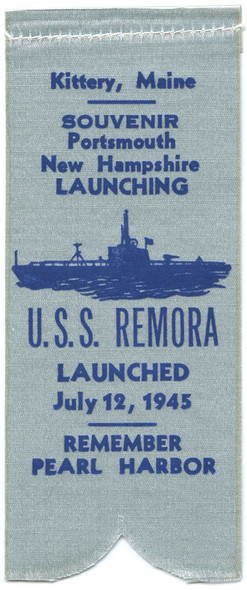 Kittery, Maine
SOUVENIR
Portsmouth
New Hampshire
LAUNCHING
U.S.S. REMORA
LAUNCHED
July 12, 1945
REMEMBER
PEARL HARBOR